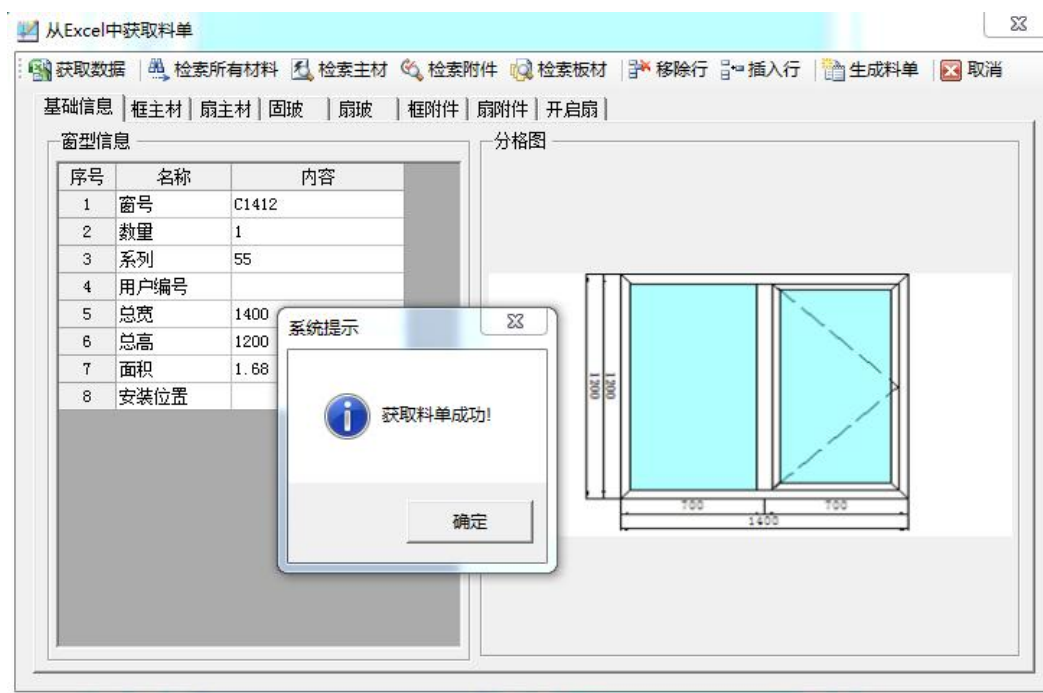 从Excel中获取料单
获取数据 检索所有材料 检索主材 检索附件 检索板材 移除行 插入行 生成料单 取消
基础信息 框主材 扇主材 固玻 扇玻 框附件 扇附件 开启扇
窗型信息
序号 名称 内容
1 窗号 C1412
2 数量 1
3 系列 55
4 用户编号
5 总宽 1400
6 总高 1200
7 面积 1.68
8 安装位置
分格图
1200
1200
700 700
1400
系统提示
获取料单成功!
确定